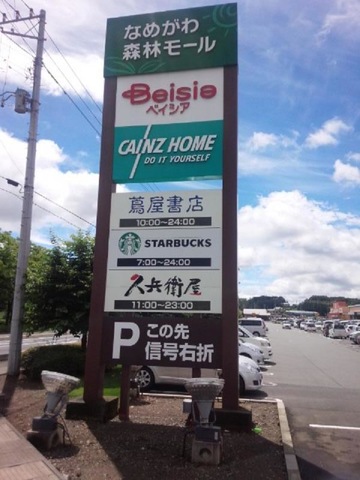 なめがわ
森林モール
Beisia
ベイシア
CAINZ HOME
DO IT YOURSELF
蔦屋書店
10:00~24:00
STARBUCKS
7:00~24:00
久兵衛屋
11:00~23:00
P この先
信号右折